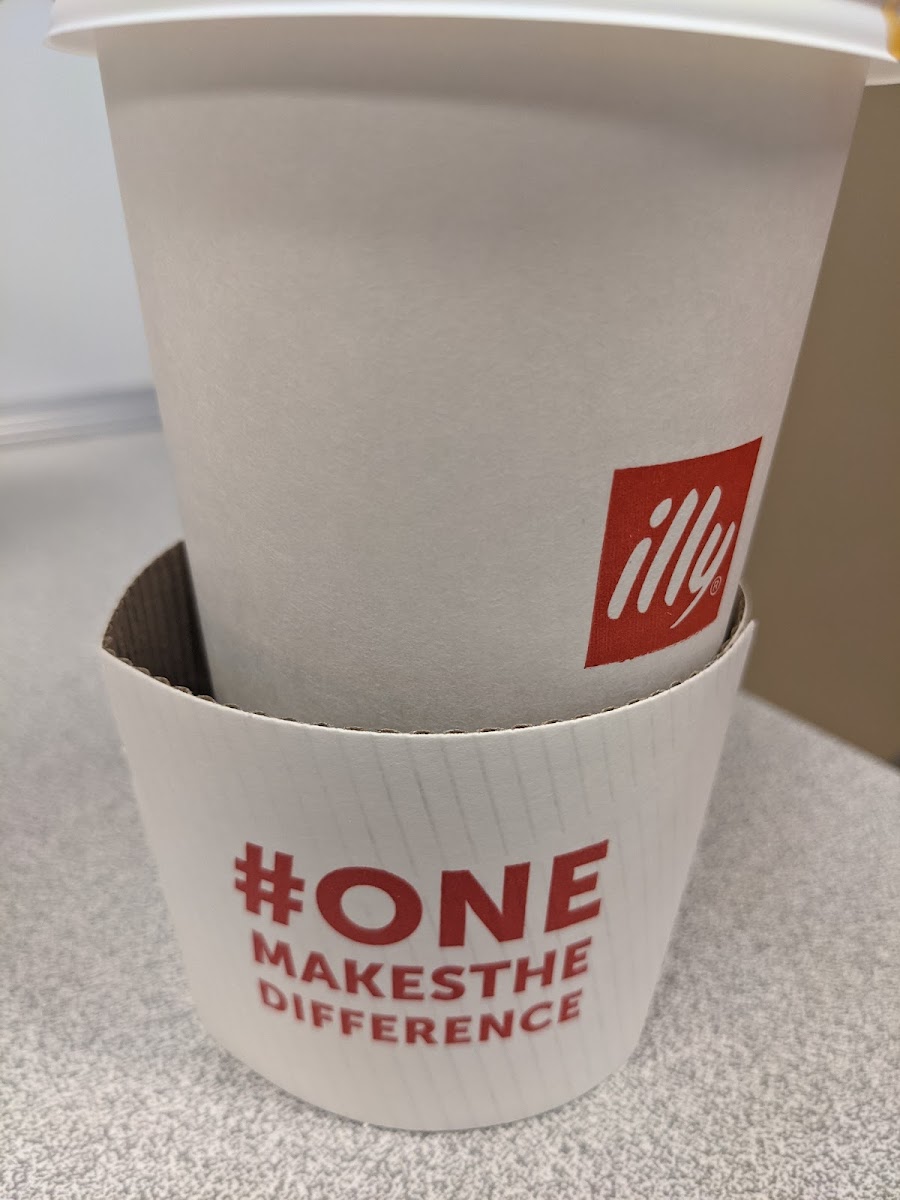 illy®
#ONE
MAKESTHE
DIFFERENCE